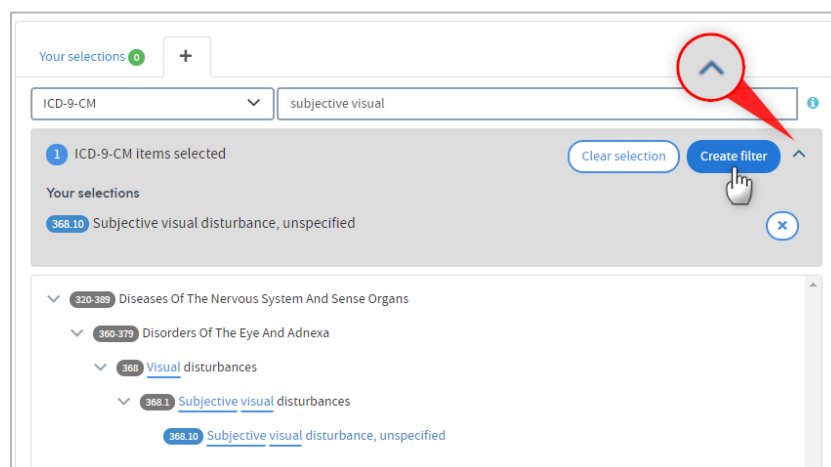 Your selections 0 +
ICD-9-CM subjective visual
1 ICD-9-CM items selected Clear selection Create filter
Your selections
368.10 Subjective visual disturbance, unspecified
320-389 Diseases Of The Nervous System And Sense Organs
360-379 Disorders Of The Eye And Adnexa
368 Visual disturbances
368.1 Subjective visual disturbances
368.10 Subjective visual disturbance, unspecified